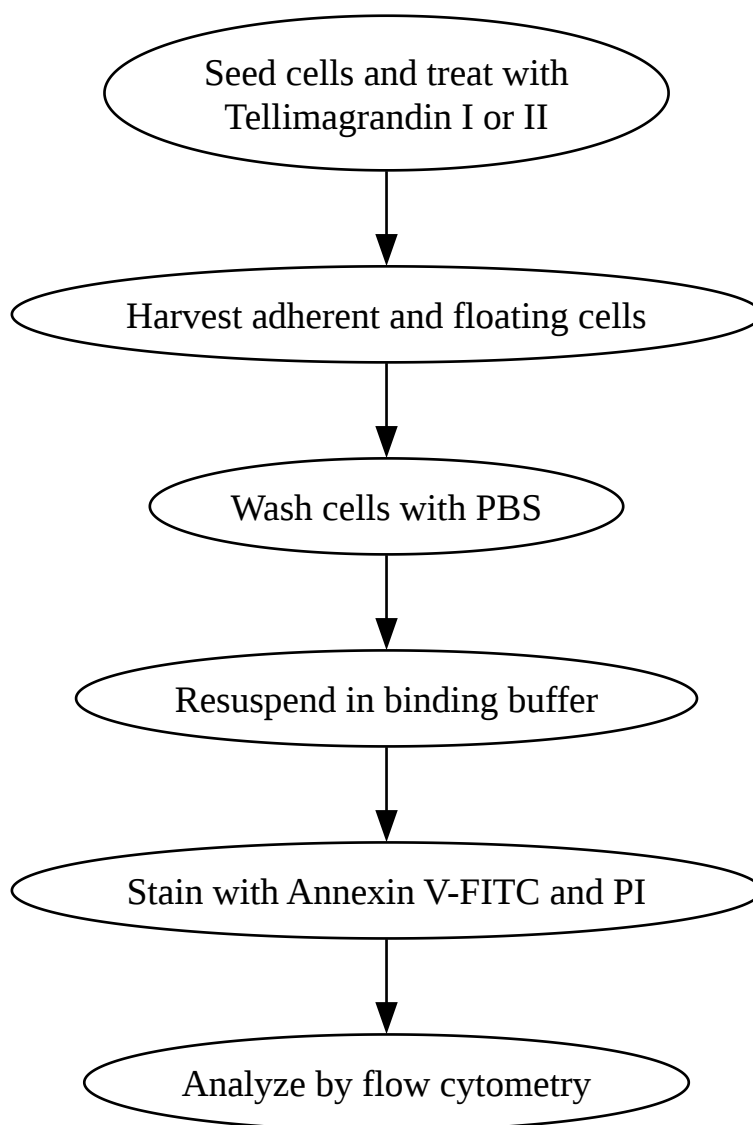 Seed cells and treat with
Tellimagrandin I or II
Harvest adherent and floating cells
Wash cells with PBS
Resuspend in binding buffer
Stain with Annexin V-FITC and PI
Analyze by flow cytometry